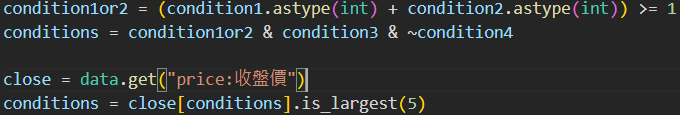 condition1or2 = (condition1.astype(int) + condition2.astype(int)) >= 1
conditions = condition1or2 & condition3 & ~condition4
close = data.get("price:收盤價")
conditions = close[conditions].is_largest(5)